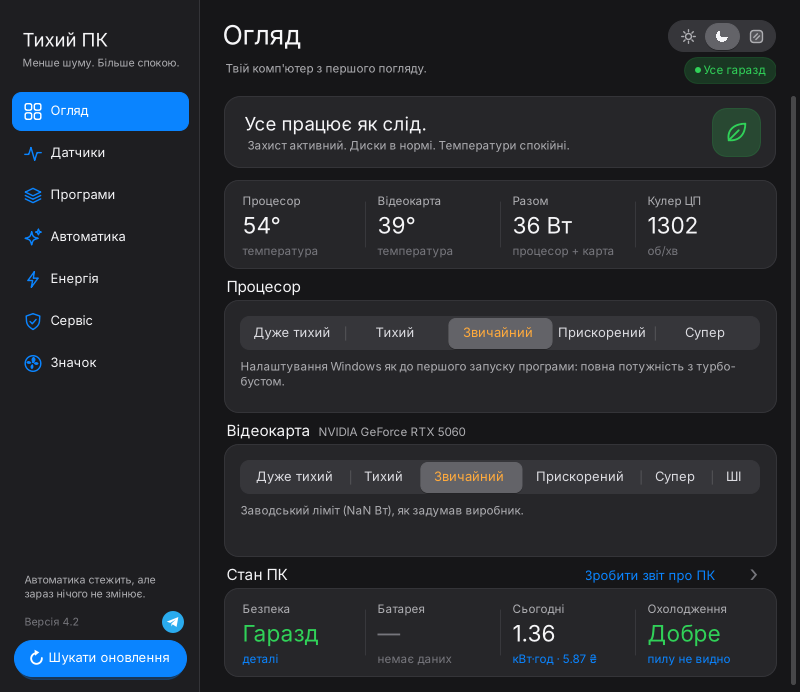 Тихий ПК
Менше шуму. Більше спокою.
Огляд
Датчики
Програми
Автоматика
Енергія
Сервіс
Значок
Автоматика стежить, але
зараз нічого не змінює.
Версія 4.2
Шукати оновлення
Огляд
Твій комп'ютер з першого погляду.
Усе гаразд
Усе працює як слід.
Захист активний. Диски в нормі. Температури спокійні.
Процесор Відеокарта Разом Кулер ЦП
54° 39° 36 Вт 1302
температура температура процесор + карта об/хв
Процесор
Дуже тихий Тихий Звичайний Прискорений Супер
Налаштування Windows як до першого запуску програми: повна потужність з турбо-
бустом.
Відеокарта NVIDIA GeForce RTX 5060
Дуже тихий Тихий Звичайний Прискорений Супер ШІ
Заводський ліміт (NaN Вт), як задумав виробник.
Стан ПК Зробити звіт про ПК
Безпека Батарея Сьогодні Охолодження
Гаразд — 1.36 Добре
деталі немає даних кВт·год · 5.87 ₴ пилу не видно